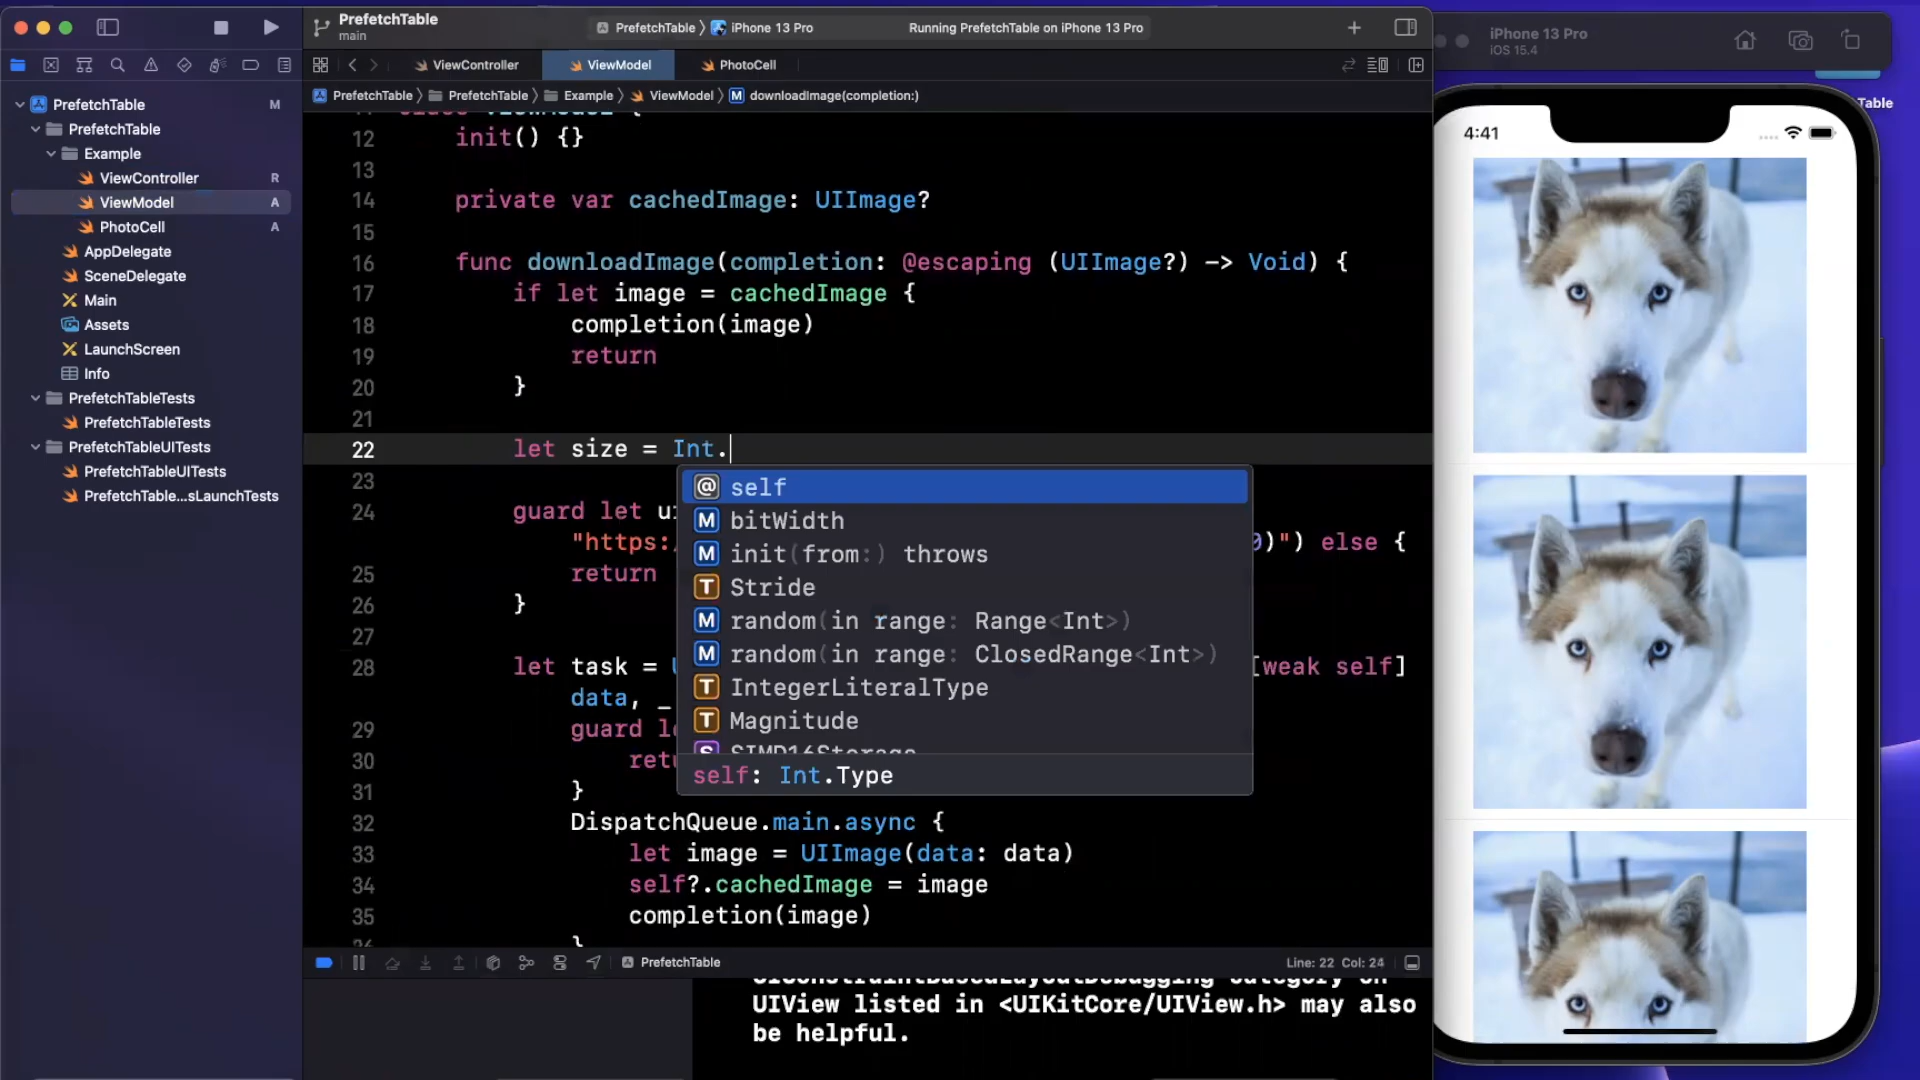 PrefetchTable
main
PrefetchTable
iPhone 13 Pro
Running PrefetchTable on iPhone 13 Pro
ViewController
ViewModel
PhotoCell
PrefetchTable
PrefetchTable
Example
ViewModel
M downloadImage(completion:)
PrefetchTable M
PrefetchTable
Example
ViewController R
ViewModel A
PhotoCell A
AppDelegate
SceneDelegate
Main
Assets
LaunchScreen
Info
PrefetchTableTests
PrefetchTableTests
PrefetchTableUITests
PrefetchTableUITests
PrefetchTable...sLaunchTests
12 init() {}
13
14 private var cachedImage: UIImage?
15
16 func downloadImage(completion: @escaping (UIImage?) -> Void) {
17 if let image = cachedImage {
18 completion(image)
19 return
20 }
21
22 let size = Int.
23
24 guard let
"https: )") else {
25 return
26 }
27
28 let task = [weak self]
data, _
29 guard
30
31 }
32 DispatchQueue.main.async {
33 let image = UIImage(data: data)
34 self?.cachedImage = image
35 completion(image)
}
@ self
M bitWidth
M init(from:) throws
T Stride
M random(in range: Range<Int>)
M random(in range: ClosedRange<Int>)
T IntegerLiteralType
T Magnitude
S SIMD16Storage
self: Int.Type
PrefetchTable
Line: 22 Col: 24
UIView listed in <UIKitCore/UIView.h> may also
be helpful.
iPhone 13 Pro
iOS 15.4
Table
4:41